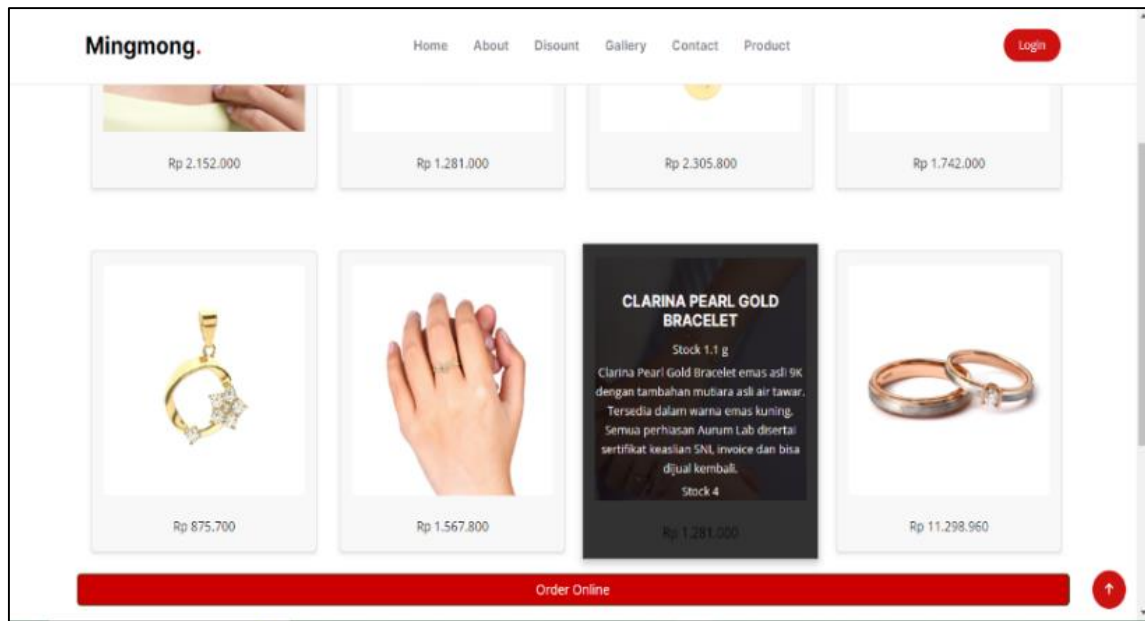 Mingmong.
Home About Disount Gallery Contact Product
Login
Rp 2.152.000
Rp 1.281.000
Rp 2.305.800
Rp 1.742.000
CLARINA PEARL GOLD
BRACELET
Stock 1.1 g
Clarina Pearl Gold Bracelet emas asli 9K
dengan tambahan mutiara asli air tawar.
Tersedia dalam warna emas kuning.
Semua perhiasan Aurum Lab disertai
sertifikat keaslian SNI, invoice dan bisa
dijual kembali.
Stock 4
Rp 875.700
Rp 1.567.800
Rp 1.281.000
Rp 11.298.960
Order Online